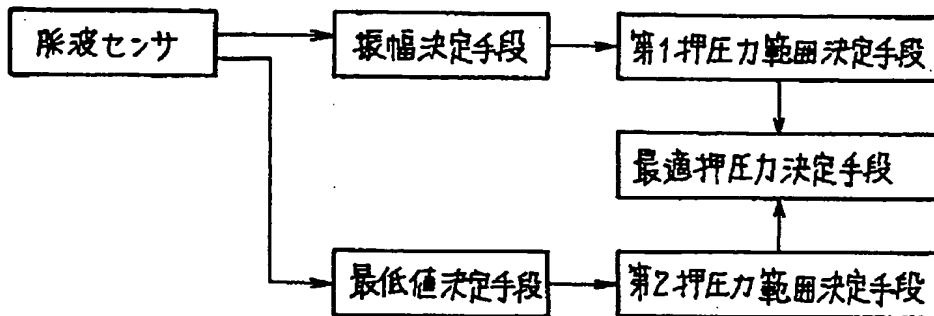 脈波センサ
振幅決定手段
第1押圧力範囲決定手段
最適押圧力決定手段
最低値決定手段
第2押圧力範囲決定手段